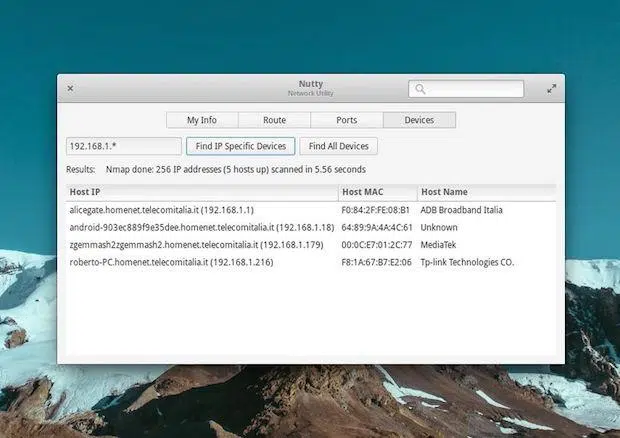 Nutty
Network Utility
My Info Route Ports Devices
192.168.1.* Find IP Specific Devices Find All Devices
Results: Nmap done: 256 IP addresses (5 hosts up) scanned in 5.56 seconds
Host IP Host MAC Host Name
alicegate.homenet.telecomitalia.it (192.168.1.1) F0:84:2F:FE:08:B1 ADB Broadband Italia
android-903ec889f9e35dee.homenet.telecomitalia.it (192.168.1.18) 64:89:9A:4A:4C:61 Unknown
zgemmash2zgemmash2.homenet.telecomitalia.it (192.168.1.179) 00:0C:E7:01:2C:77 MediaTek
roberto-PC.homenet.telecomitalia.it (192.168.1.216) F8:1A:67:B7:E2:06 Tp-link Technologies CO.